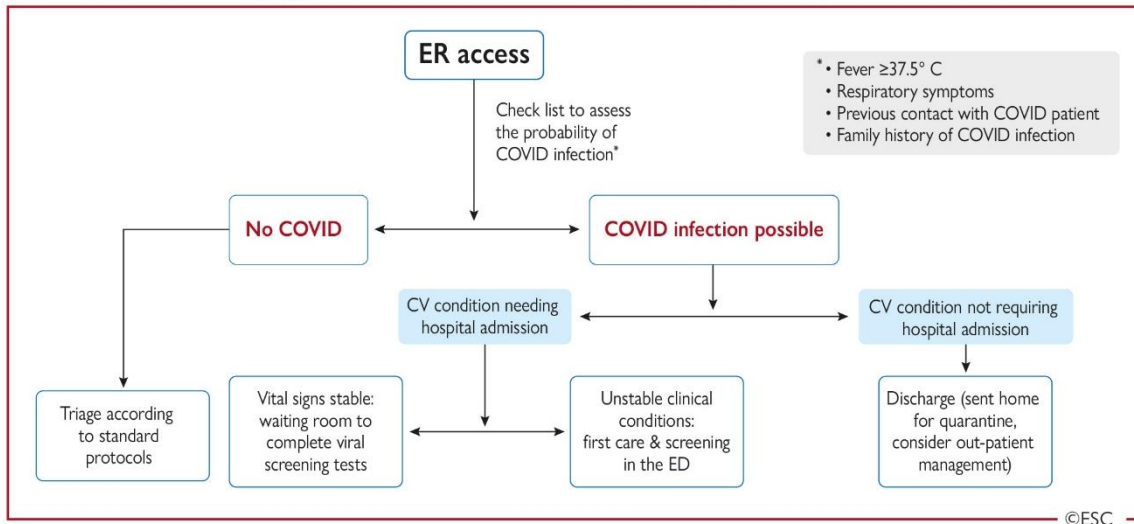 ER access
* • Fever ≥37.5° C
• Respiratory symptoms
• Previous contact with COVID patient
• Family history of COVID infection
Check list to assess
the probability of
COVID infection*
No COVID
COVID infection possible
CV condition needing
hospital admission
CV condition not requiring
hospital admission
Triage according
to standard
protocols
Vital signs stable:
waiting room to
complete viral
screening tests
Unstable clinical
conditions:
first care & screening
in the ED
Discharge (sent home
for quarantine,
consider out-patient
management)
©ESC